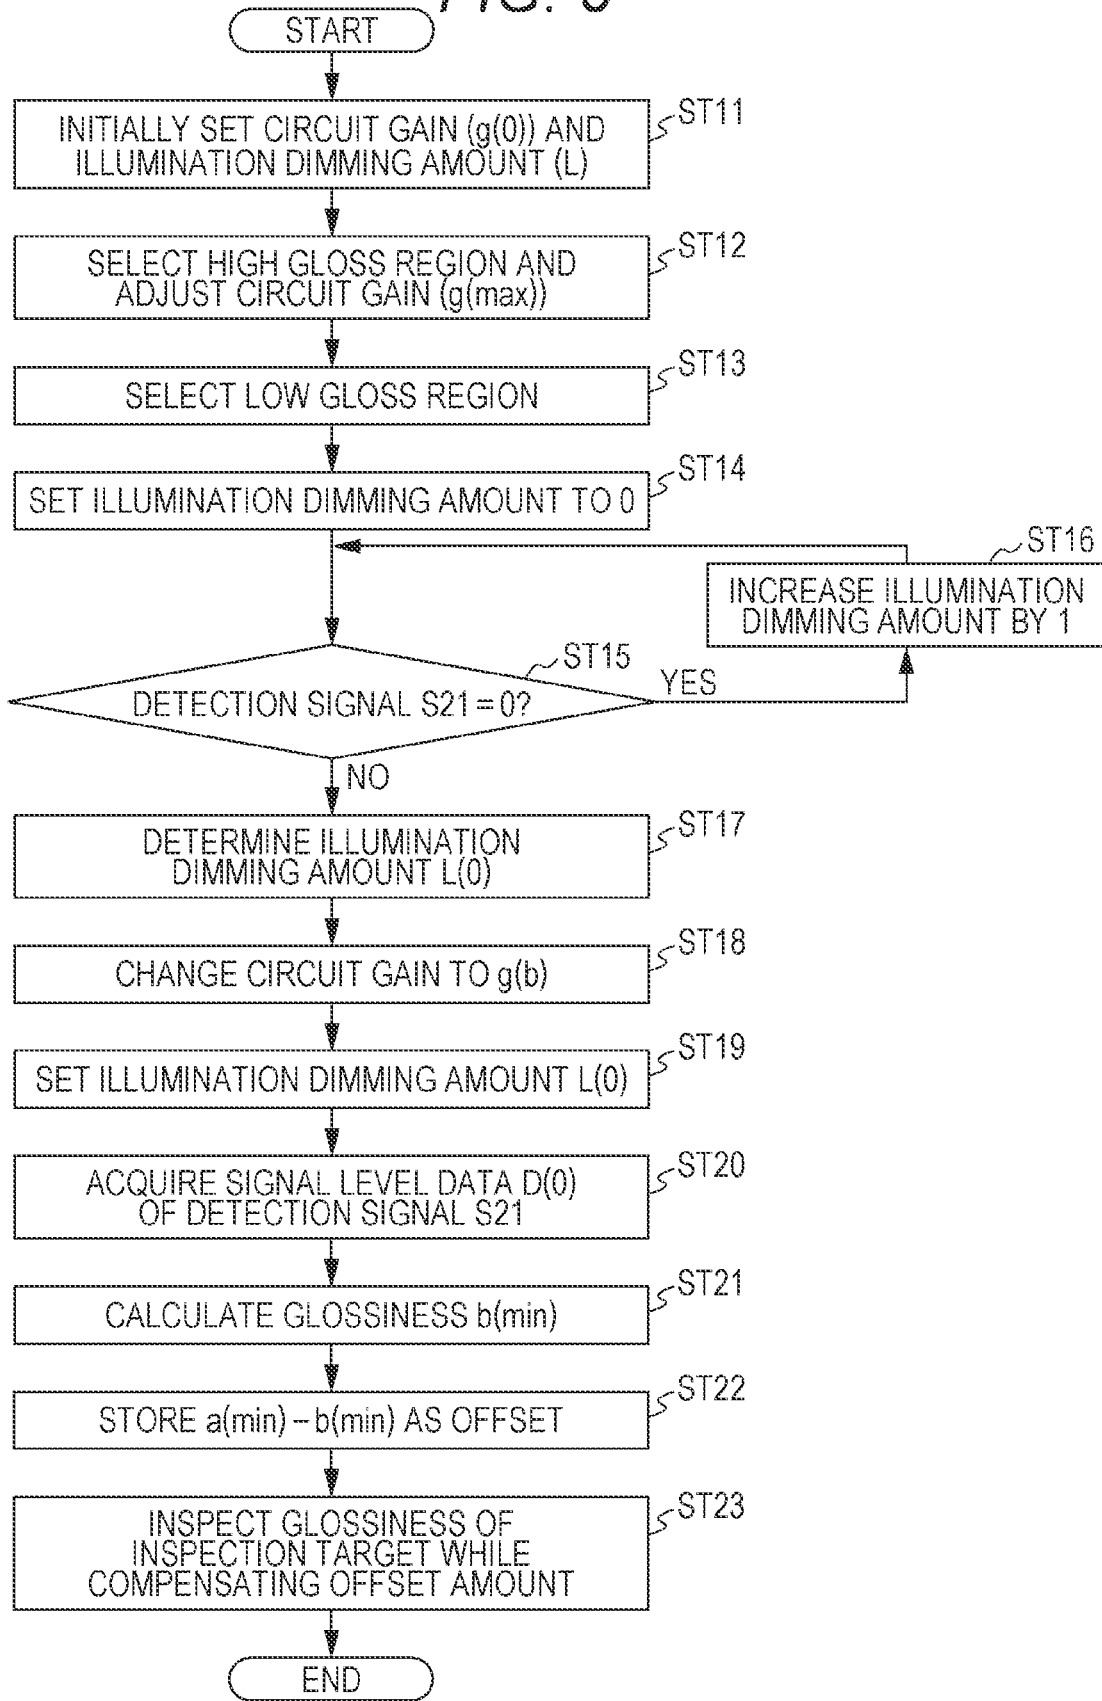 START
ST11
INITIALLY SET CIRCUIT GAIN (g(0)) AND
ILLUMINATION DIMMING AMOUNT (L)
ST12
SELECT HIGH GLOSS REGION AND
ADJUST CIRCUIT GAIN (g(max))
ST13
SELECT LOW GLOSS REGION
ST14
SET ILLUMINATION DIMMING AMOUNT TO 0
ST16
INCREASE ILLUMINATION
DIMMING AMOUNT BY 1
ST15
YES
DETECTION SIGNAL S21 = 0?
NO
ST17
DETERMINE ILLUMINATION
DIMMING AMOUNT L(0)
ST18
CHANGE CIRCUIT GAIN TO g(b)
ST19
SET ILLUMINATION DIMMING AMOUNT L(0)
ST20
ACQUIRE SIGNAL LEVEL DATA D(0)
OF DETECTION SIGNAL S21
ST21
CALCULATE GLOSSINESS b(min)
ST22
STORE a(min) – b(min) AS OFFSET
ST23
INSPECT GLOSSINESS OF
INSPECTION TARGET WHILE
COMPENSATING OFFSET AMOUNT
END